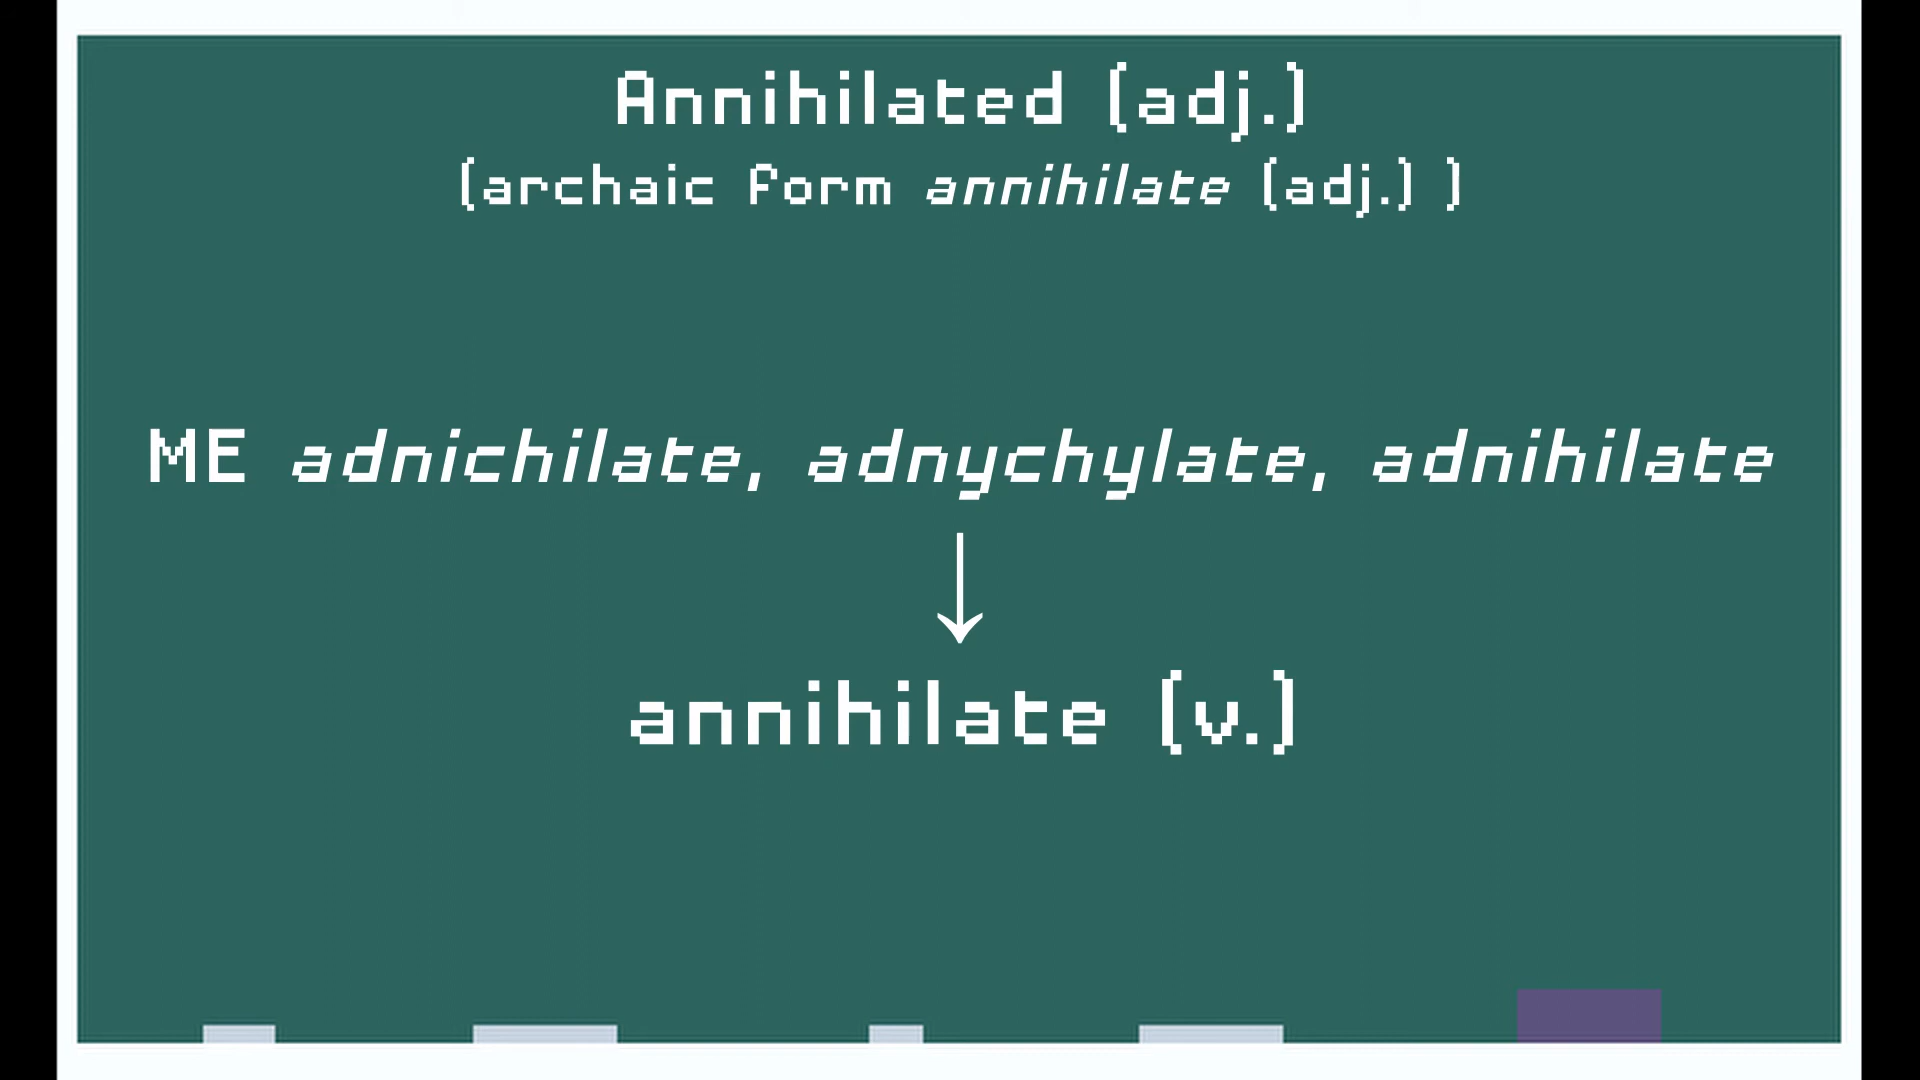 Annihilated (adj.)
(archaic form annihilate (adj.) )
ME adnichilate, adnychylate, adnihilate
↓
annihilate (v.)